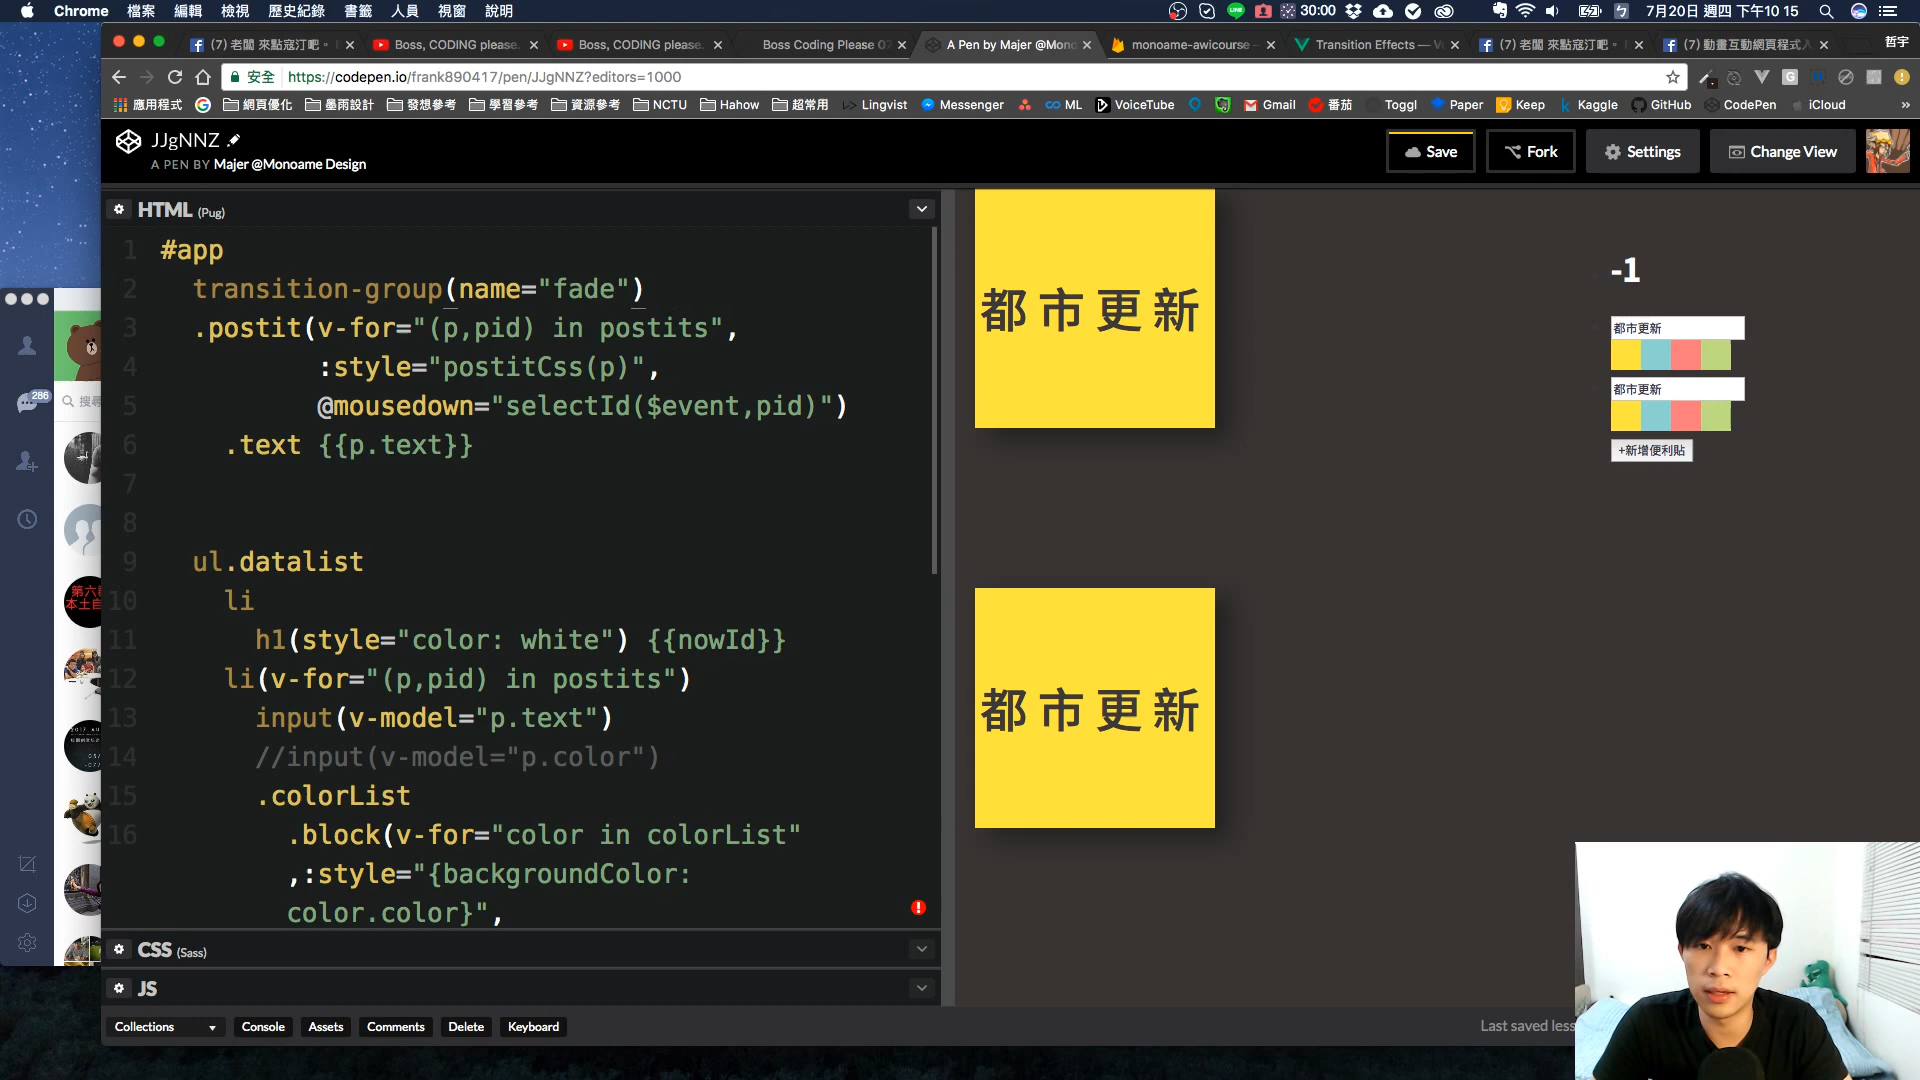 Chrome 檔案 編輯 檢視 歷史紀錄 書籤 人員 視窗 說明
30:00
7月20日 週四 下午10 15
(7) 老闆 來點寇汀吧。
Boss, CODING please.
Boss, CODING please.
Boss Coding Please 07
A Pen by Majer @Mono
monoame-awicourse
Transition Effects — V
(7) 老闆 來點寇汀吧。
(7) 動畫互動網頁程式入
哲宇
安全 https://codepen.io/frank890417/pen/JJgNNZ?editors=1000
應用程式
網頁優化
墨雨設計
發想參考
學習參考
資源參考
NCTU
Hahow
超常用
Lingvist
Messenger
ML
VoiceTube
Gmail
番茄
Toggl
Paper
Keep
Kaggle
GitHub
CodePen
iCloud
»
JJgNNZ
A PEN BY Majer @Monoame Design
Save
Fork
Settings
Change View
286
搜尋
HTML (Pug)
1 #app
2 transition-group(name="fade")
3 .postit(v-for="(p,pid) in postits",
4 :style="postitCss(p)",
5 @mousedown="selectId($event,pid)")
6 .text {{p.text}}
7
8
9 ul.datalist
10 li
11 h1(style="color: white") {{nowId}}
12 li(v-for="(p,pid) in postits")
13 input(v-model="p.text")
14 //input(v-model="p.color")
15 .colorList
16 .block(v-for="color in colorList"
,:style="{backgroundColor:
color.color}",
CSS (Sass)
JS
Collections
Console
Assets
Comments
Delete
Keyboard
Last saved less
都市更新
都市更新
-1
都市更新
都市更新
+新增便利貼